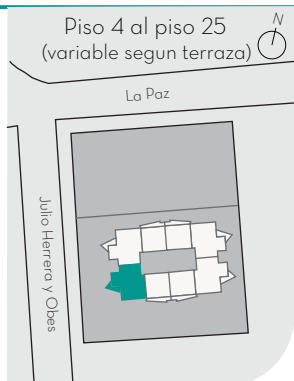 Piso 4 al piso 25
(variable segun terraza)
N
La Paz
Julio Herrera y Obes